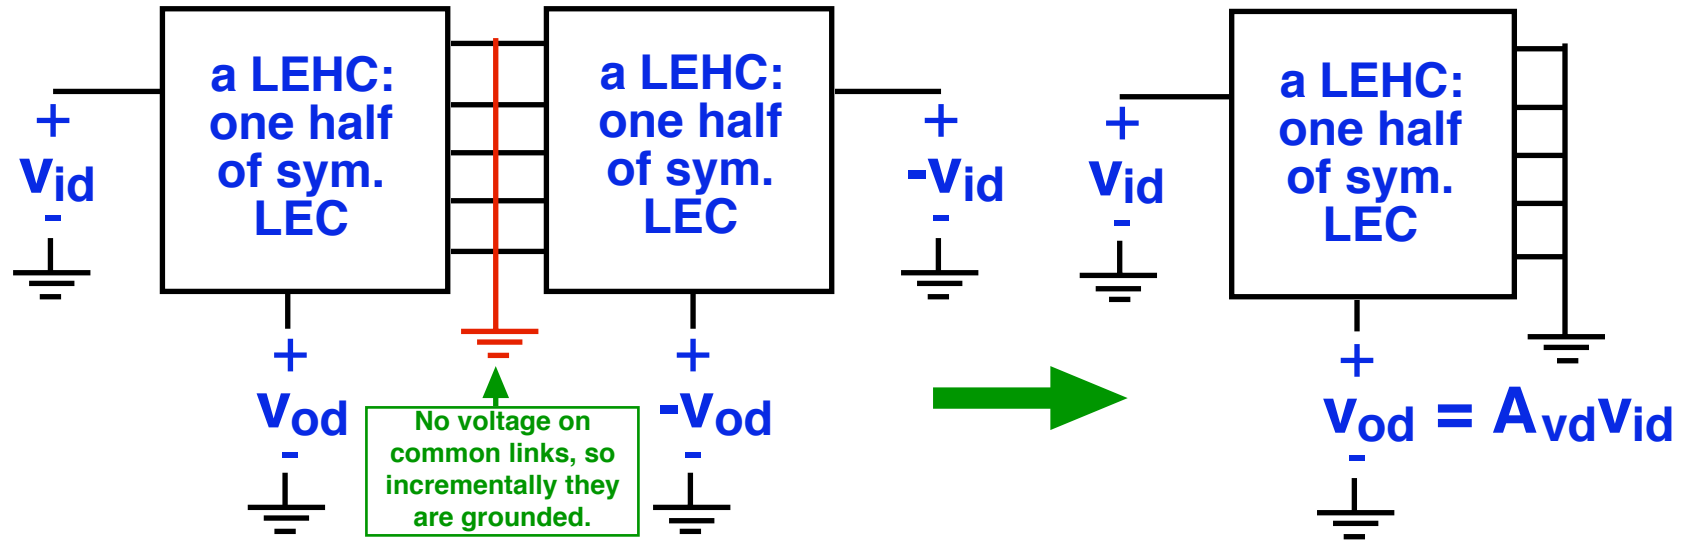 a LEHC:
one half
of sym.
LEC
a LEHC:
one half
of sym.
LEC
a LEHC:
one half
of sym.
LEC
+
vid
-
+
-vid
-
+
vid
-
+
vod
-
+
-vod
-
No voltage on
common links, so
incrementally they
are grounded.
+
vod = Avdvid
-